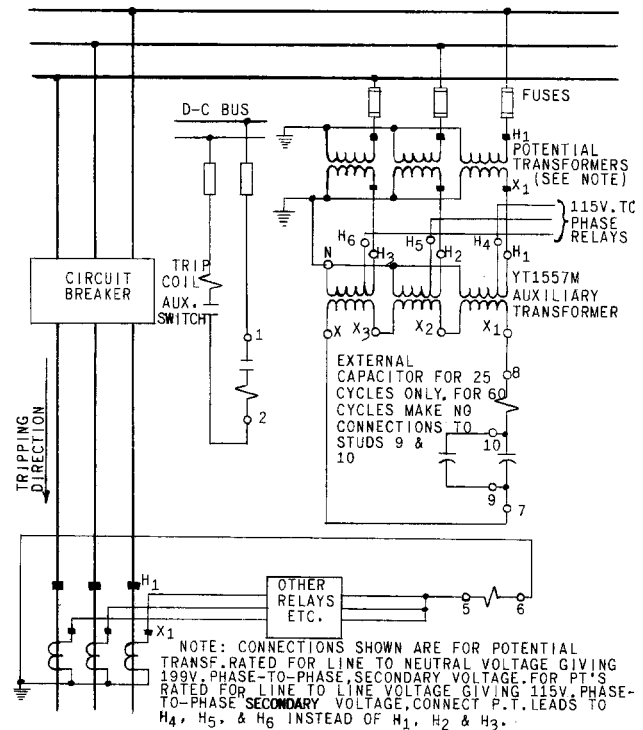 D-C BUS
FUSES
H1
POTENTIAL
TRANSFORMERS
(SEE NOTE)
X1
115V. TO
PHASE
RELAYS
H6
H3
H5
H2
H4
H1
N
YT1557M
AUXILIARY
TRANSFORMER
CIRCUIT
BREAKER
TRIP
COIL
AUX.
SWITCH
1
2
X
X3
X2
X1
EXTERNAL
CAPACITOR FOR 25
CYCLES ONLY. FOR 60
CYCLES MAKE NO
CONNECTIONS TO
STUDS 9 &
10
8
10
9
7
TRIPPING
DIRECTION
H1
X1
OTHER
RELAYS
ETC.
5
6
NOTE: CONNECTIONS SHOWN ARE FOR POTENTIAL
TRANSF.RATED FOR LINE TO NEUTRAL VOLTAGE GIVING
199V.PHASE-TO-PHASE,SECONDARY VOLTAGE.FOR PT'S
RATED FOR LINE TO LINE VOLTAGE GIVING 115V.PHASE-
TO-PHASE SECONDARY VOLTAGE,CONNECT P.T.LEADS TO
H4, H5, & H6 INSTEAD OF H1, H2 & H3.